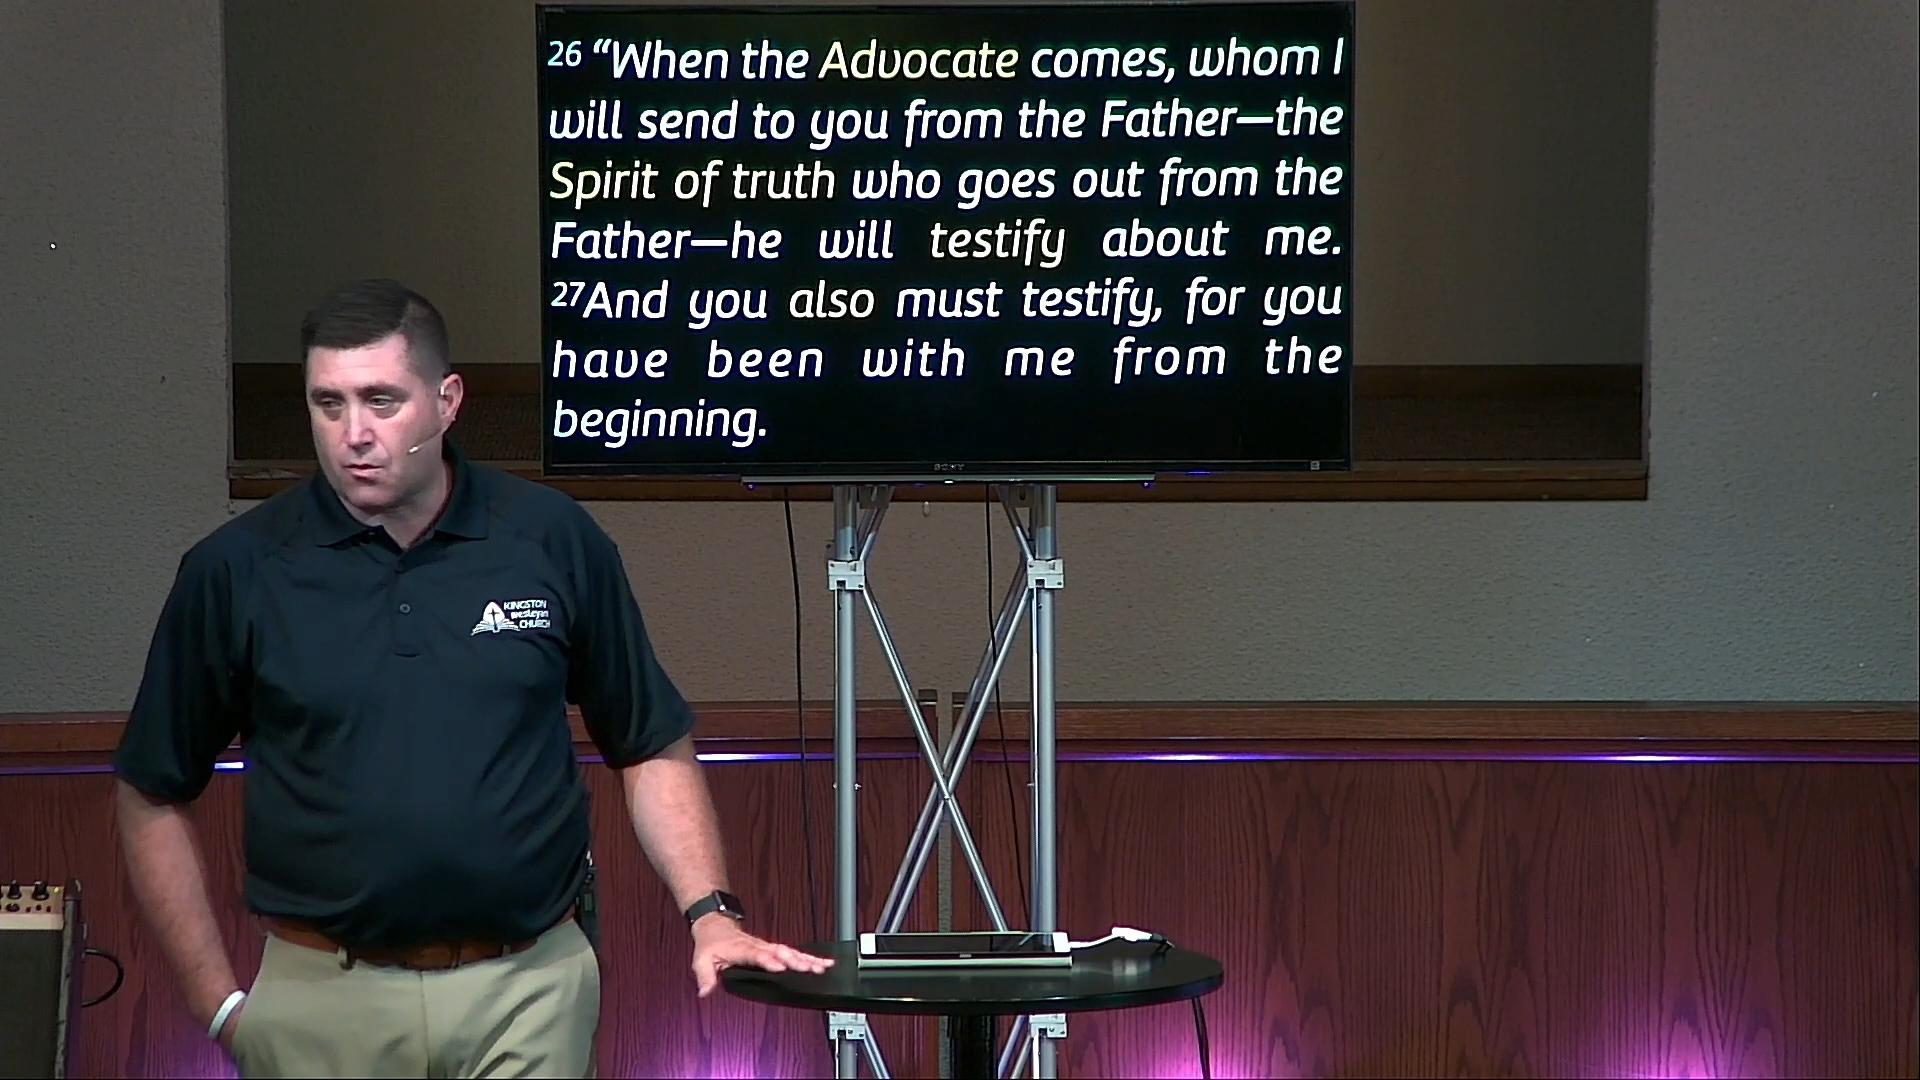 26 “When the Advocate comes, whom I
will send to you from the Father—the
Spirit of truth who goes out from the
Father—he will testify about me.
27And you also must testify, for you
have been with me from the
beginning.
SONY
KINGSTON
Wesleyan
CHURCH